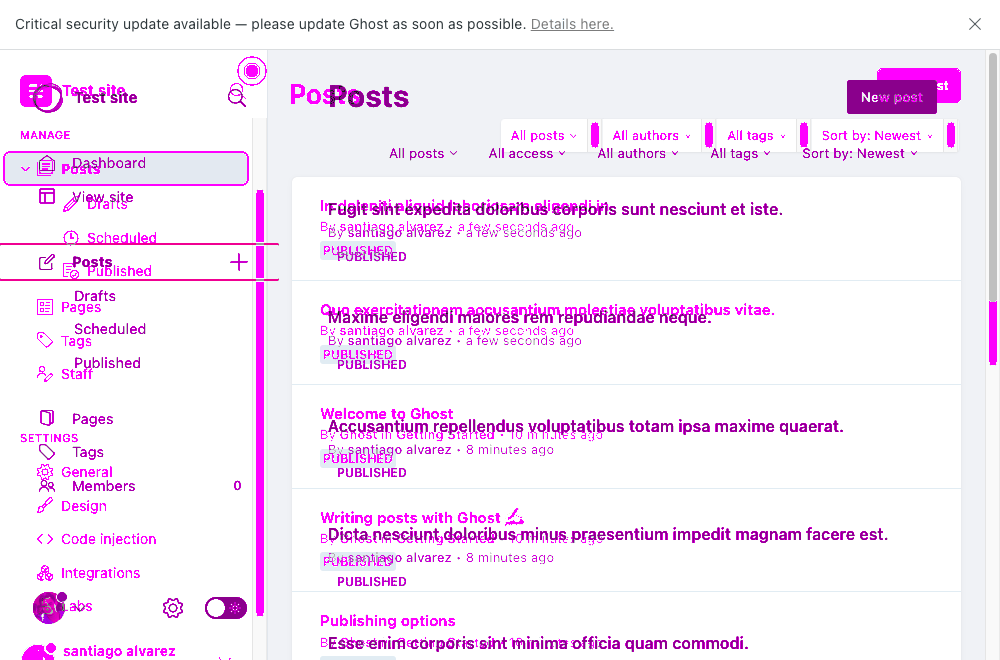 Critical security update available — please update Ghost as soon as possible. Details here.
Test site
Test site
Posts
Posts
New post
MANAGE
All posts
All authors
All tags
Sort by: Newest
All posts
All access
All authors
All tags
Sort by: Newest
Dashboard
Posts
View site
Drafts
Scheduled
Posts
Published
Drafts
Pages
Scheduled
Tags
Published
Staff
Pages
SETTINGS
Tags
General
Members 0
Design
Code injection
Integrations
Labs
santiago alvarez
Fugit sint expedita doloribus corporis sunt nesciunt et iste.
By santiago alvarez · a few seconds ago
By santiago alvarez · a few seconds ago
PUBLISHED
PUBLISHED
Quo exercitationem accusantium molestiae voluptatibus vitae.
Maxime eligendi maiores rem repudiandae neque.
By santiago alvarez · a few seconds ago
By santiago alvarez · a few seconds ago
PUBLISHED
PUBLISHED
Welcome to Ghost
Accusantium repellendus voluptatibus totam ipsa maxime quaerat.
By Ghost in Getting Started · 10 minutes ago
By santiago alvarez · 8 minutes ago
PUBLISHED
PUBLISHED
Writing posts with Ghost ✍️
Dicta nesciunt doloribus minus praesentium impedit magnam facere est.
By Ghost in Getting Started · 10 minutes ago
By santiago alvarez · 8 minutes ago
PUBLISHED
PUBLISHED
Publishing options
Esse enim corporis sint minima officia quam commodi.
By Ghost in Getting Started · 10 minutes ago